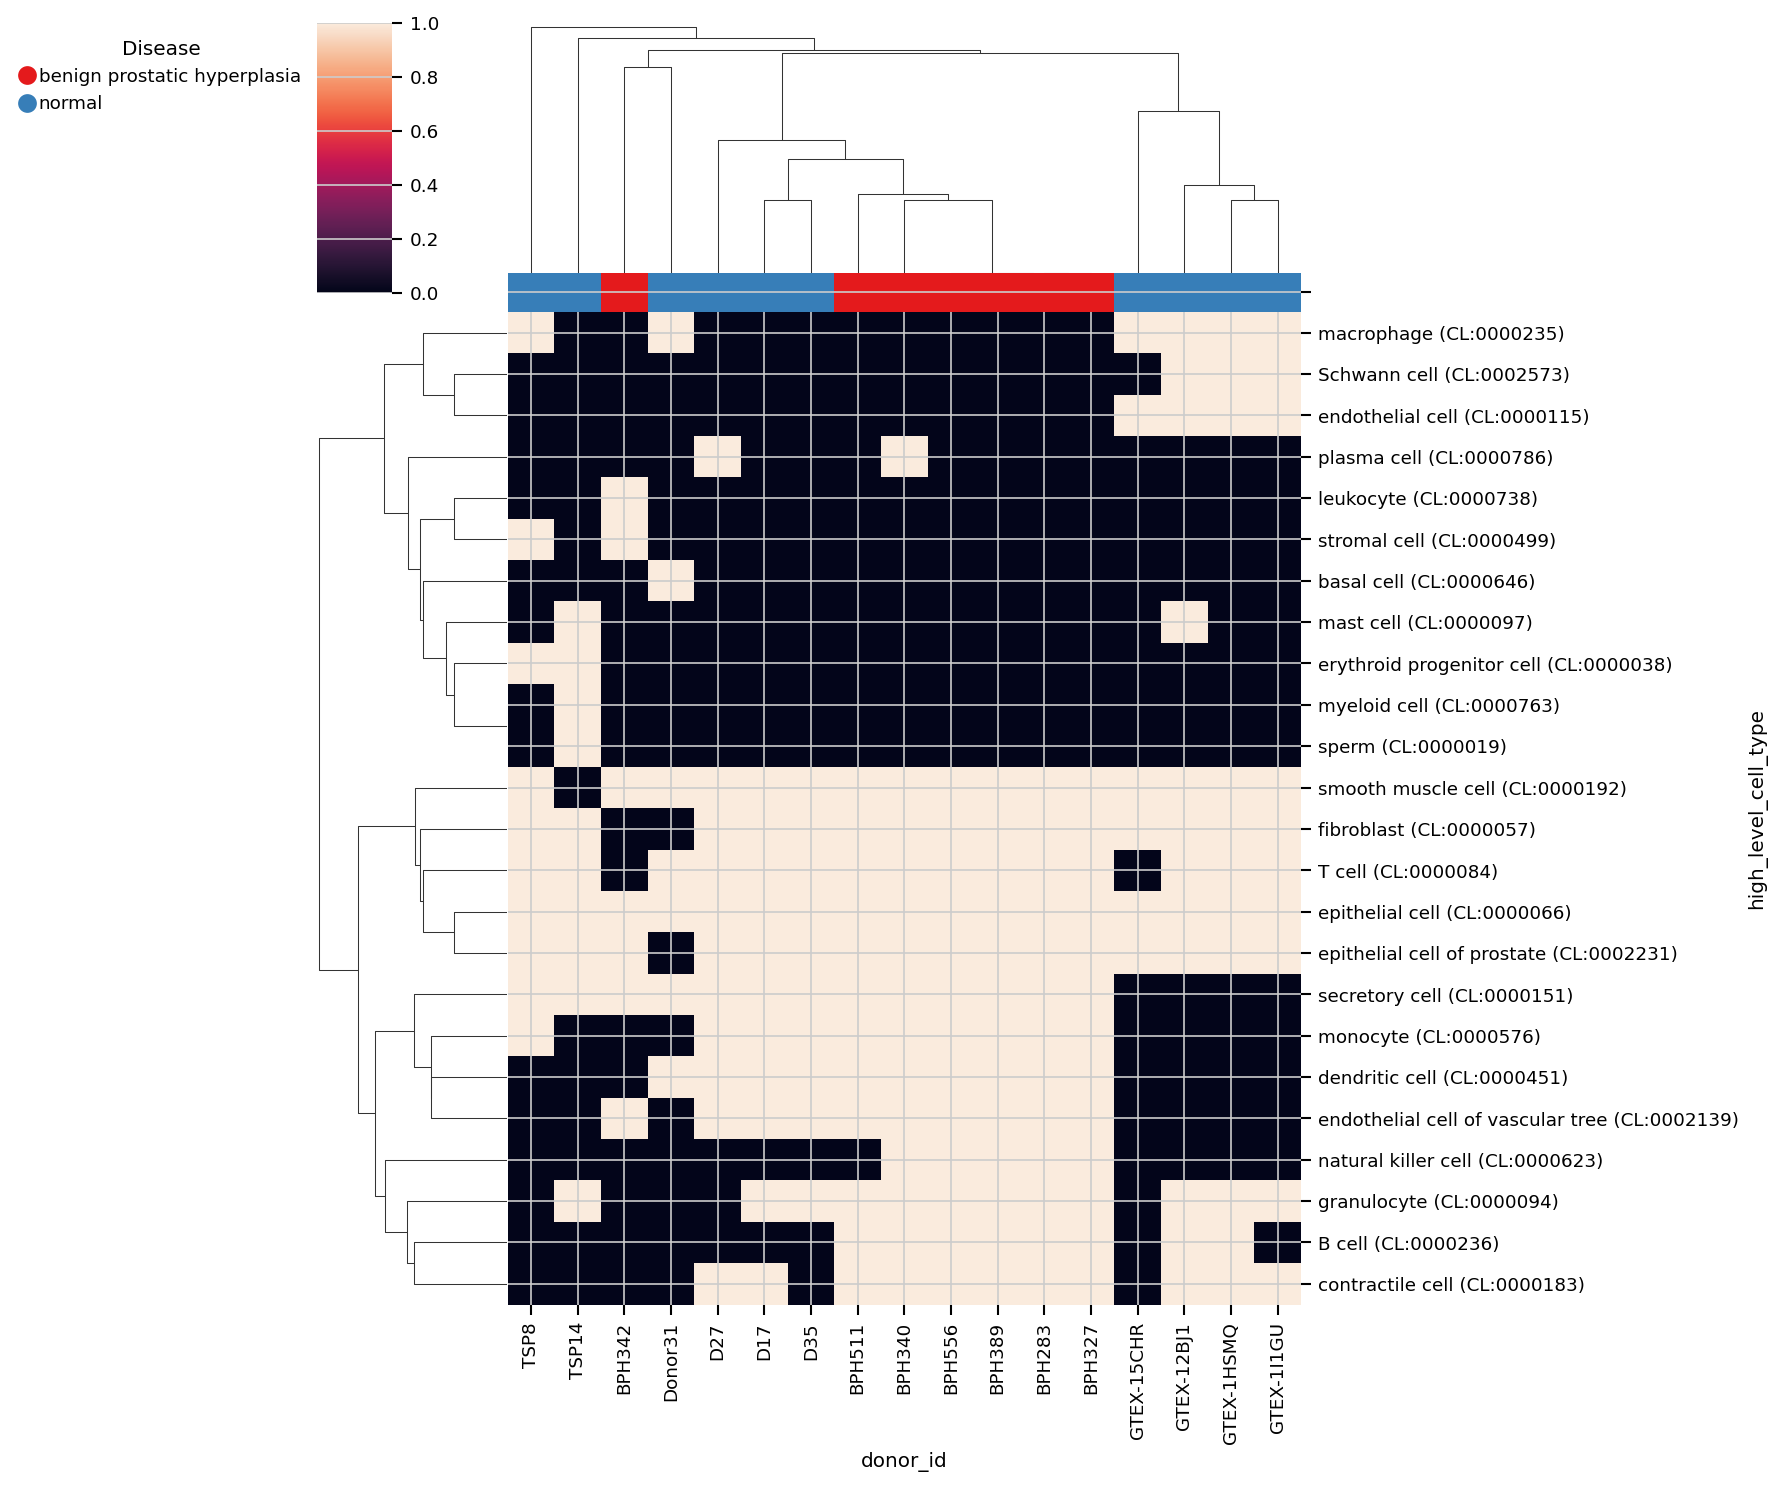 Disease
benign prostatic hyperplasia
normal
1.0
0.8
0.6
0.4
0.2
0.0
macrophage (CL:0000235)
Schwann cell (CL:0002573)
endothelial cell (CL:0000115)
plasma cell (CL:0000786)
leukocyte (CL:0000738)
stromal cell (CL:0000499)
basal cell (CL:0000646)
mast cell (CL:0000097)
erythroid progenitor cell (CL:0000038)
myeloid cell (CL:0000763)
sperm (CL:0000019)
smooth muscle cell (CL:0000192)
fibroblast (CL:0000057)
T cell (CL:0000084)
epithelial cell (CL:0000066)
epithelial cell of prostate (CL:0002231)
secretory cell (CL:0000151)
monocyte (CL:0000576)
dendritic cell (CL:0000451)
endothelial cell of vascular tree (CL:0002139)
natural killer cell (CL:0000623)
granulocyte (CL:0000094)
B cell (CL:0000236)
contractile cell (CL:0000183)
high_level_cell_type
TSP8
TSP14
BPH342
Donor31
D27
D17
D35
BPH511
BPH340
BPH556
BPH389
BPH283
BPH327
GTEX-15CHR
GTEX-12BJ1
GTEX-1HSMQ
GTEX-1I1GU
donor_id